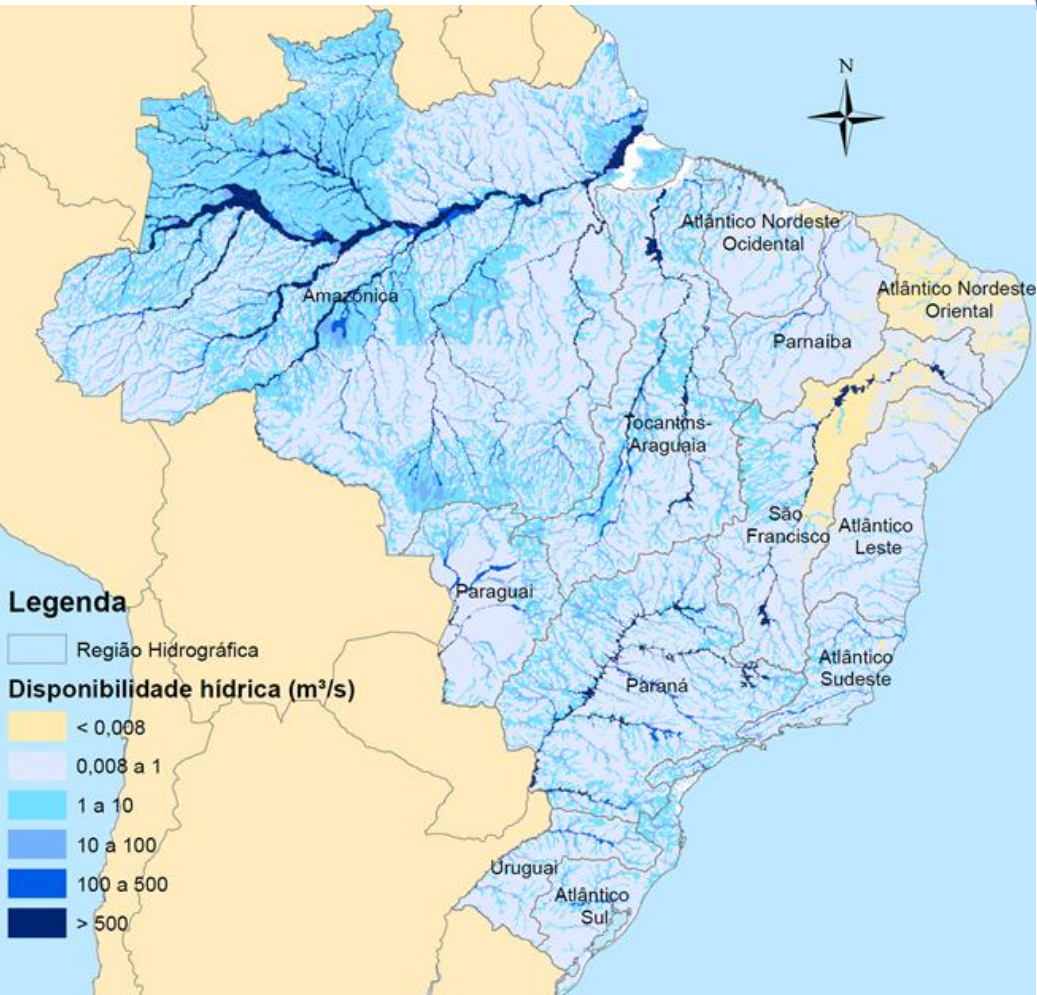 N
Atlântico Nordeste
Ocidental
Atlântico Nordeste
Oriental
Amazônica
Parnaíba
Tocantins-
Araguaia
São
Francisco
Atlântico
Leste
Paraguai
Atlântico
Sudeste
Paraná
Uruguai
Atlântico
Sul
Legenda
Região Hidrográfica
Disponibilidade hídrica (m³/s)
< 0.008
0,008 a 1
1 a 10
10 a 100
100 a 500
> 500